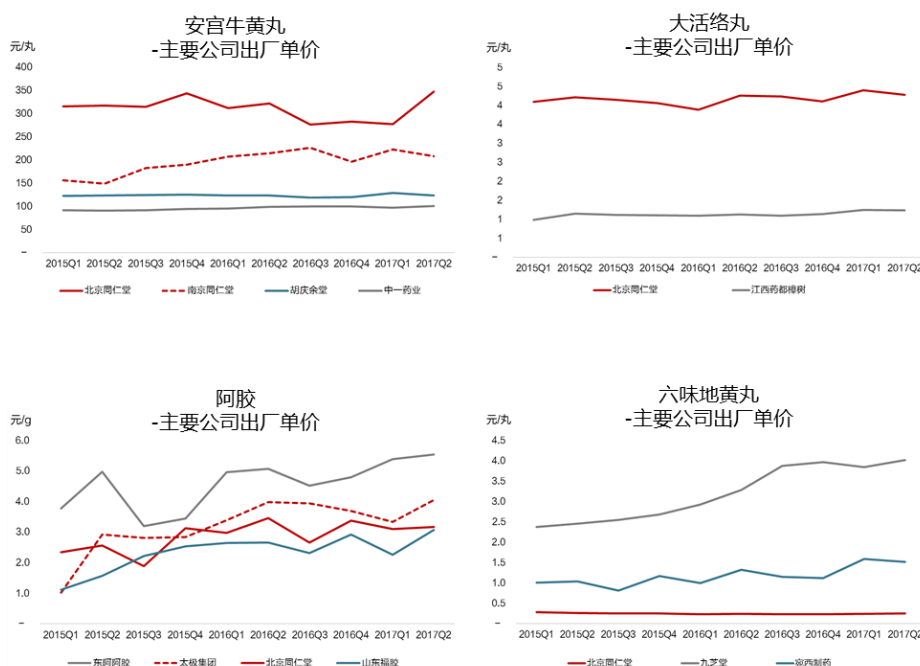 安宫牛黄丸
-主要公司出厂单价
元/丸
400
350
300
250
200
150
100
50
–
2015Q1 2015Q2 2015Q3 2015Q4 2016Q1 2016Q2 2016Q3 2016Q4 2017Q1 2017Q2
北京同仁堂 南京同仁堂 胡庆余堂 中一药业
大活络丸
-主要公司出厂单价
元/丸
5
5
4
4
3
3
2
2
1
1
–
2015Q1 2015Q2 2015Q3 2015Q4 2016Q1 2016Q2 2016Q3 2016Q4 2017Q1 2017Q2
北京同仁堂 江西药都樟树
阿胶
-主要公司出厂单价
元/g
6.0
5.0
4.0
3.0
2.0
1.0
–
2015Q1 2015Q2 2015Q3 2015Q4 2016Q1 2016Q2 2016Q3 2016Q4 2017Q1 2017Q2
东阿阿胶 太极集团 北京同仁堂 山东福胶
六味地黄丸
-主要公司出厂单价
元/丸
4.5
4.0
3.5
3.0
2.5
2.0
1.5
1.0
0.5
–
2015Q1 2015Q2 2015Q3 2015Q4 2016Q1 2016Q2 2016Q3 2016Q4 2017Q1 2017Q2
北京同仁堂 九芝堂 宛西制药